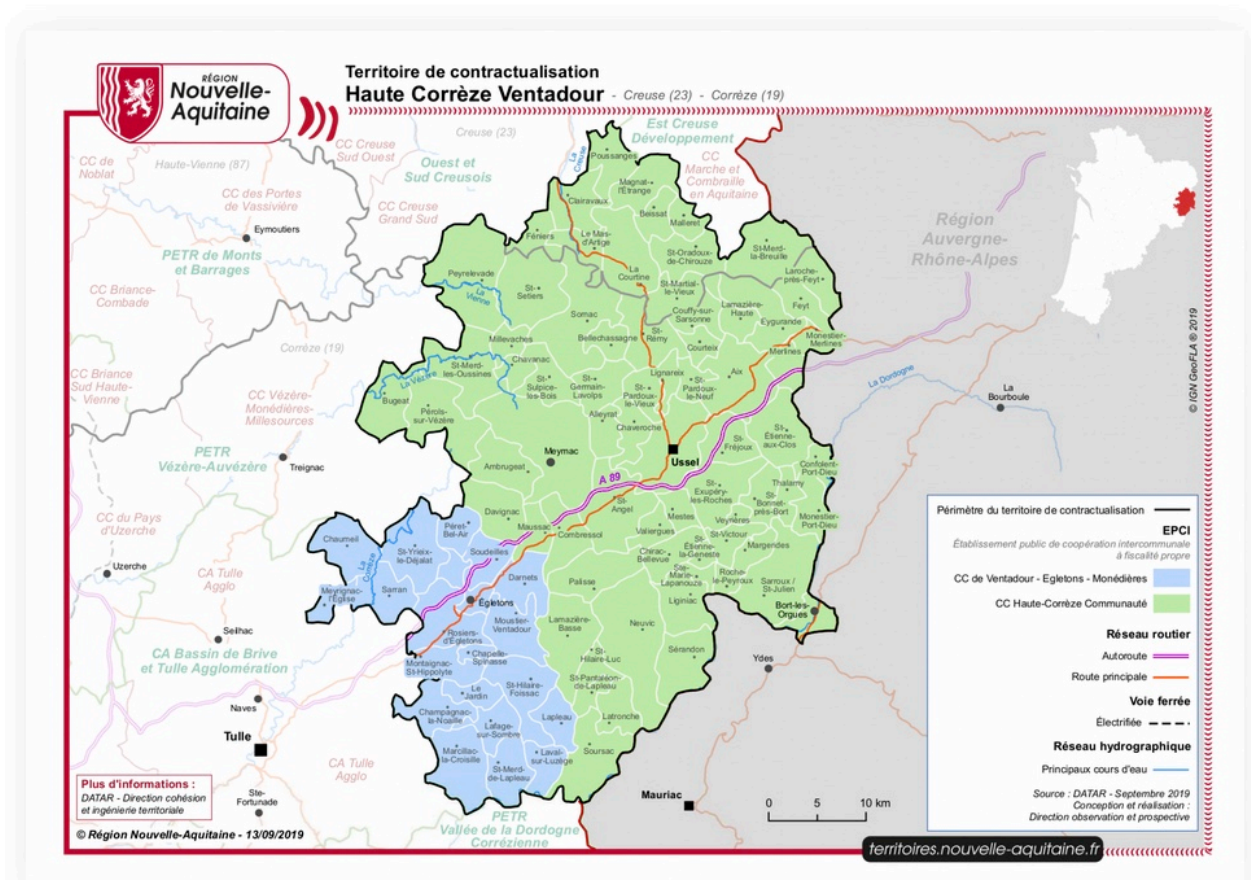 RÉGION
Nouvelle-
Aquitaine
Territoire de contractualisation
Haute Corrèze Ventadour - Creuse (23) - Corrèze (19)
CC de
Noblat
Haute-Vienne (87)
CC Creuse
Sud Ouest
Creuse (23)
Ouest et
Sud Creusois
La
Creuse
Est Creuse
Développement
CC
Marche et
Combraille
en Aquitaine
CC des Portes
de Vassivière
CC Creuse
Grand Sud
Eymoutiers
PETR de Monts
et Barrages
CC Briance-
Combade
Région
Auvergne-
Rhône-Alpes
Poussanges
Magnat-
l'Étrange
Clairavaux
Beissat
Malleret
Féniers
Le Mas-
d'Artige
St-Oradoux-
de-Chirouze
St-Merd-
la-Breuille
La
Courtine
Laroche-
près-Feyt
Peyrelevade
La
Vienne
St-
Setiers
St-Martial-
le-Vieux
Feyt
Sornac
Couffy-sur-
Sarsonne
Lamazière-
Haute
Eygurande
Monestier-
Merlines
Merlines
Millevaches
Bellechassagne
St-
Rémy
Courteix
Chavanac
St-Merd-
les-Oussines
La Vézère
Bugeat
Pérols-
sur-Vézère
St-
Sulpice-
les-Bois
St-
Germain-
Lavolps
Lignareix
St-
Pardoux-
le-Vieux
St-
Pardoux-
le-Neuf
Aix
Alleyrat
Chaveroche
Meymac
Ambrugeat
Ussel
St-
Fréjoux
St-
Étienne-
aux-Clos
Confolent-
Port-Dieu
Thalamy
A 89
St-
Angel
St-
Exupéry-
les-Roches
St-
Bonnet-
près-Bort
Monestier-
Port-Dieu
Davignac
Maussac
Combressol
Mestes
Veyrières
Valiergues
St-Victour
Margerides
Chirac-
Bellevue
St-
Étienne-
la-Geneste
Ste-
Marie-
Lapanouze
Roche-
le-Peyroux
Sarroux /
St-Julien
Liginiac
Bort-les-
Orgues
Palisse
Neuvic
Sérandon
Lamazière-
Basse
St-
Hilaire-Luc
St-Pantaléon-
de-Lapleau
Latronche
Soursac
Chaumeil
La
Corrèze
St-Yrieix-
le-Déjalat
Péret-
Bel-Air
Soudeilles
Meyrignac-
l'Église
Sarran
Darnets
Égletons
Moustier-
Ventadour
Rosiers-
d'Égletons
Montaignac-
St-Hippolyte
Chapelle-
Spinasse
Le
Jardin
St-Hilaire-
Foissac
Champagnac-
la-Noaille
Lafage-
sur-Sombre
Lapleau
Marcillac-
la-Croisille
Laval-
sur-Luzège
St-Merd-
de-Lapleau
Corrèze (19)
CC Briance
Sud Haute-
Vienne
CC Vézère-
Monédières-
Millesources
PETR
Vézère-Auvézère
Treignac
CC du Pays
d'Uzerche
Uzerche
CA Tulle
Agglo
Seilhac
CA Bassin de Brive
et Tulle Agglomération
Naves
Tulle
CA Tulle
Agglo
Ste-
Fortunade
PETR
Vallée de la Dordogne
Corrézienne
La Dordogne
La
Bourboule
Ydes
Mauriac
0 5 10 km
© IGN GeoFLA ® 2019
Périmètre du territoire de contractualisation
EPCI
Établissement public de coopération intercommunale
à fiscalité propre
CC de Ventadour - Egletons - Monédières
CC Haute-Corrèze Communauté
Réseau routier
Autoroute
Route principale
Voie ferrée
Électrifiée
Réseau hydrographique
Principaux cours d'eau
Source : DATAR - Septembre 2019
Conception et réalisation :
Direction observation et prospective
Plus d'informations :
DATAR - Direction cohésion
et ingénierie territoriale
© Région Nouvelle-Aquitaine - 13/09/2019
territoires.nouvelle-aquitaine.fr